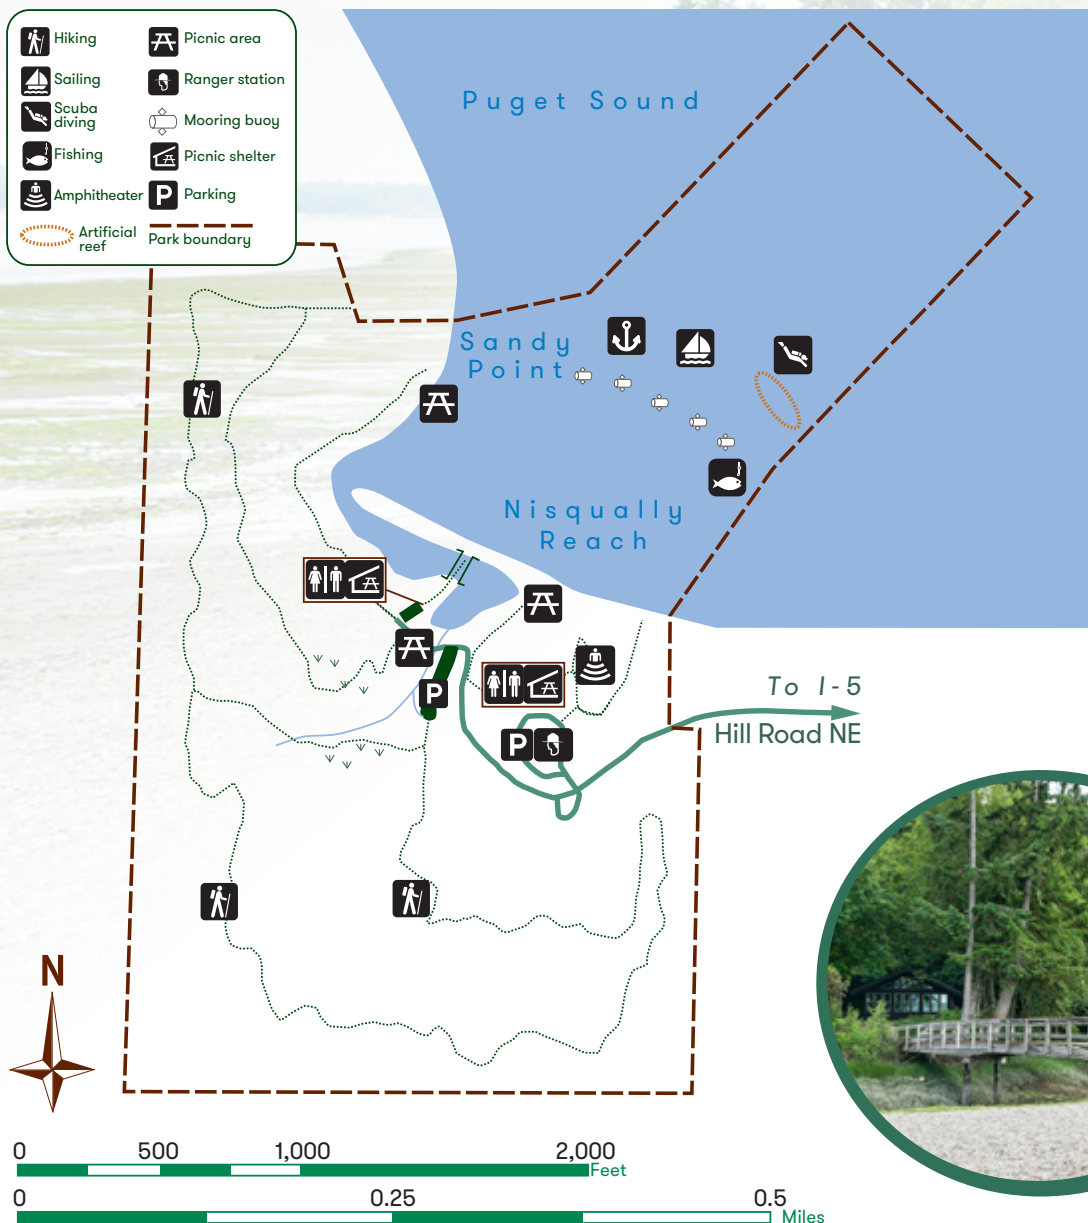 Hiking
Picnic area
Sailing
Ranger station
Scuba
diving
Mooring buoy
Fishing
Picnic shelter
Amphitheater
P
Parking
Artificial
reef
Park boundary
Puget Sound
Sandy
Point
Nisqually
Reach
P
P
To I-5
Hill Road NE
N
0
500
1,000
2,000
Feet
0
0.25
0.5
Miles